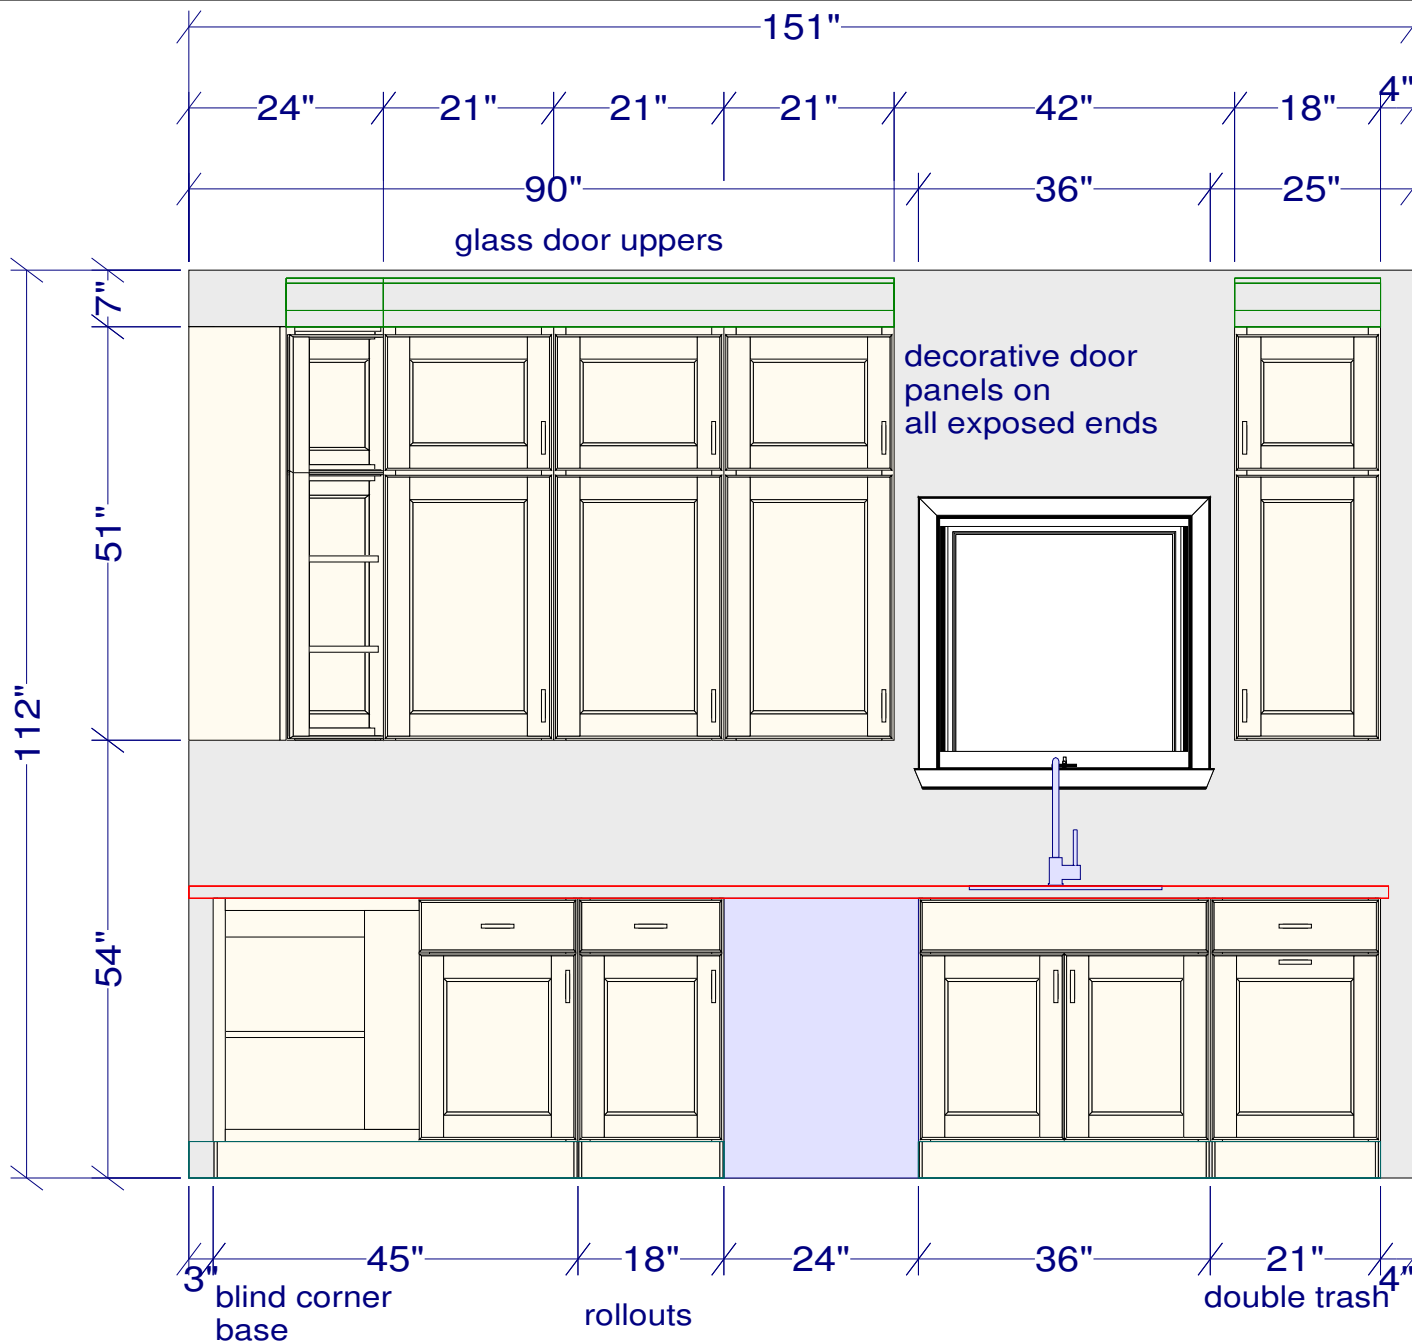 151"
24" 21" 21" 21" 42" 18" 4"
90" 36" 25"
glass door uppers
7"
decorative door
panels on
all exposed ends
51"
112"
54"
3" 45" 18" 24" 36" 21" 4"
blind corner
base
rollouts
double trash